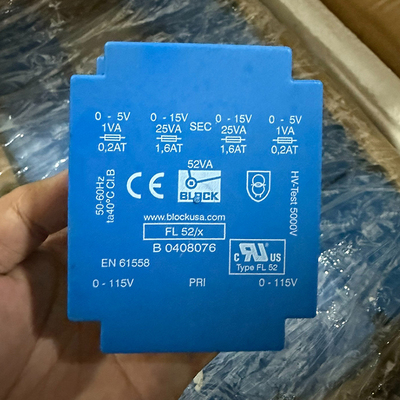 0 - 5V 0 - 15V SEC 0 - 15V 0 - 5V
1VA 25VA 25VA 1VA
0,2AT 1,6AT 1,6AT 0,2AT
52VA
50-60Hz
ta40°C Cl.B
CE
BLOCK
HV-Test 5000V
www.blockusa.com
FL 52/x
B 0408076
c RU us
Type FL 52
EN 61558
0 - 115V PRI 0 - 115V